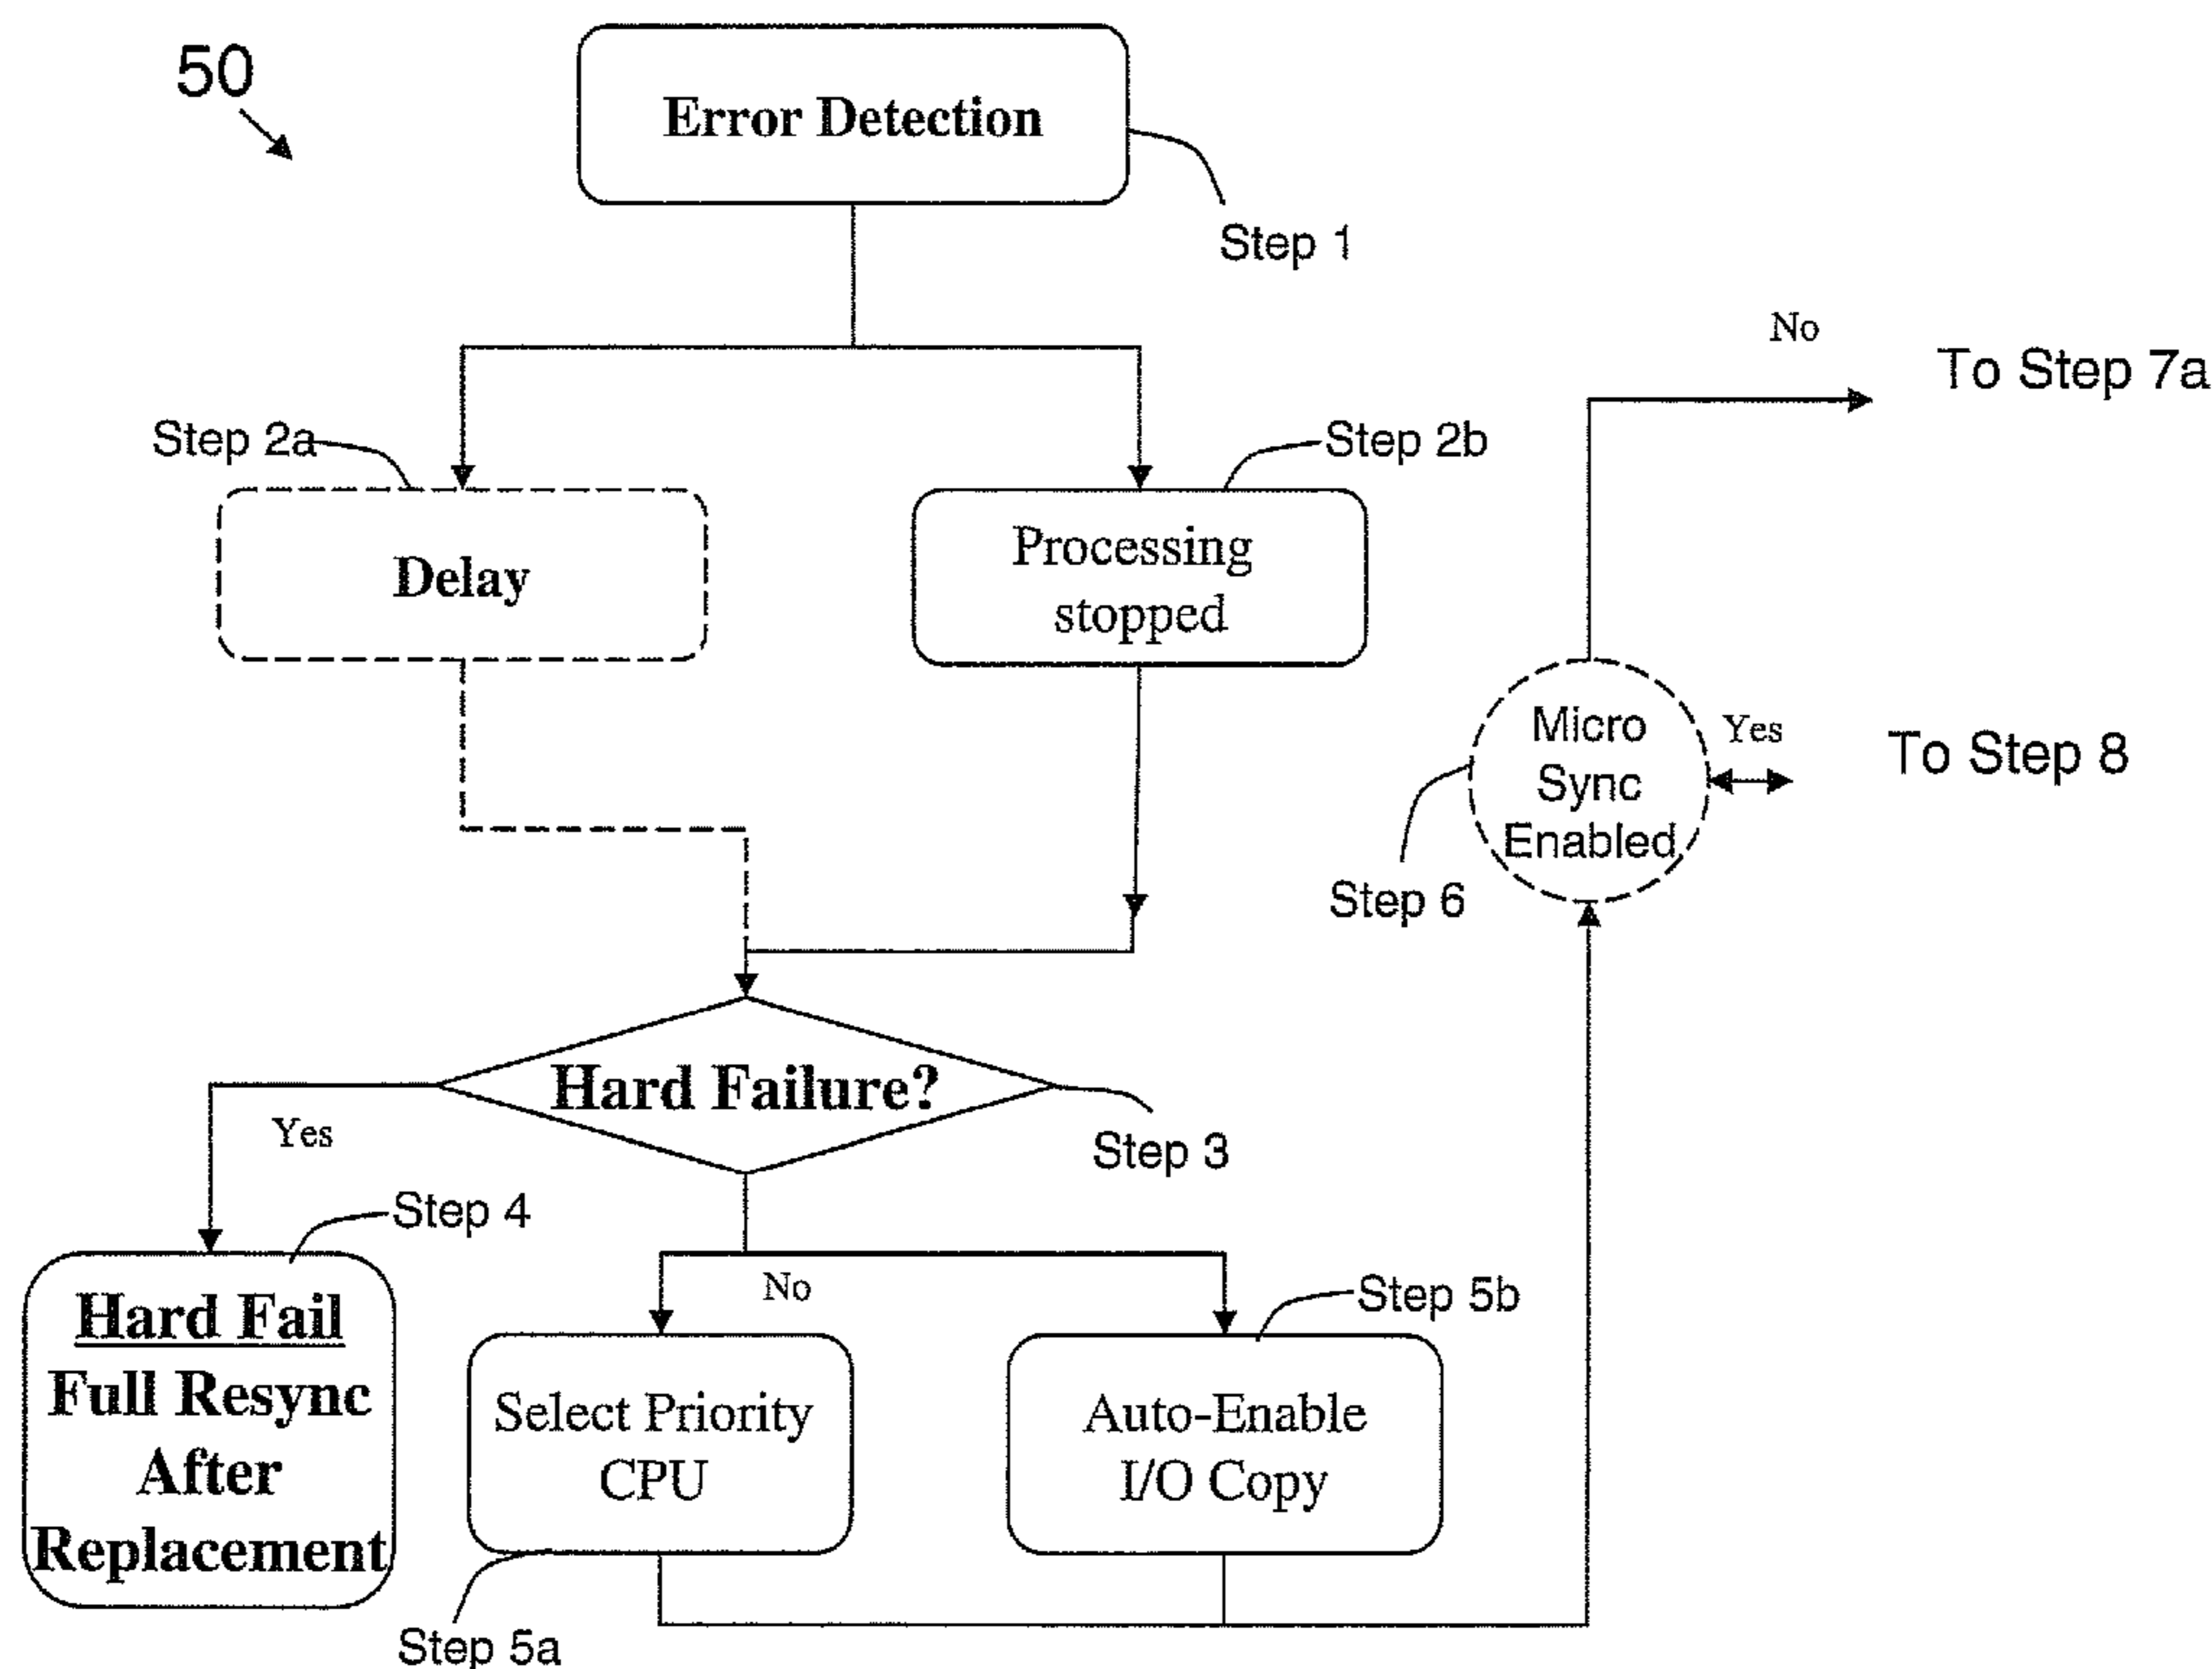 50
Error Detection
Step 1
No
To Step 7a
Step 2a
Step 2b
Delay
Processing
stopped
Micro
Sync
Enabled
Yes
To Step 8
Step 6
Hard Failure?
Yes
Step 3
Step 4
No
Step 5b
Hard Fail
Full Resync
After
Replacement
Select Priority
CPU
Auto-Enable
I/O Copy
Step 5a